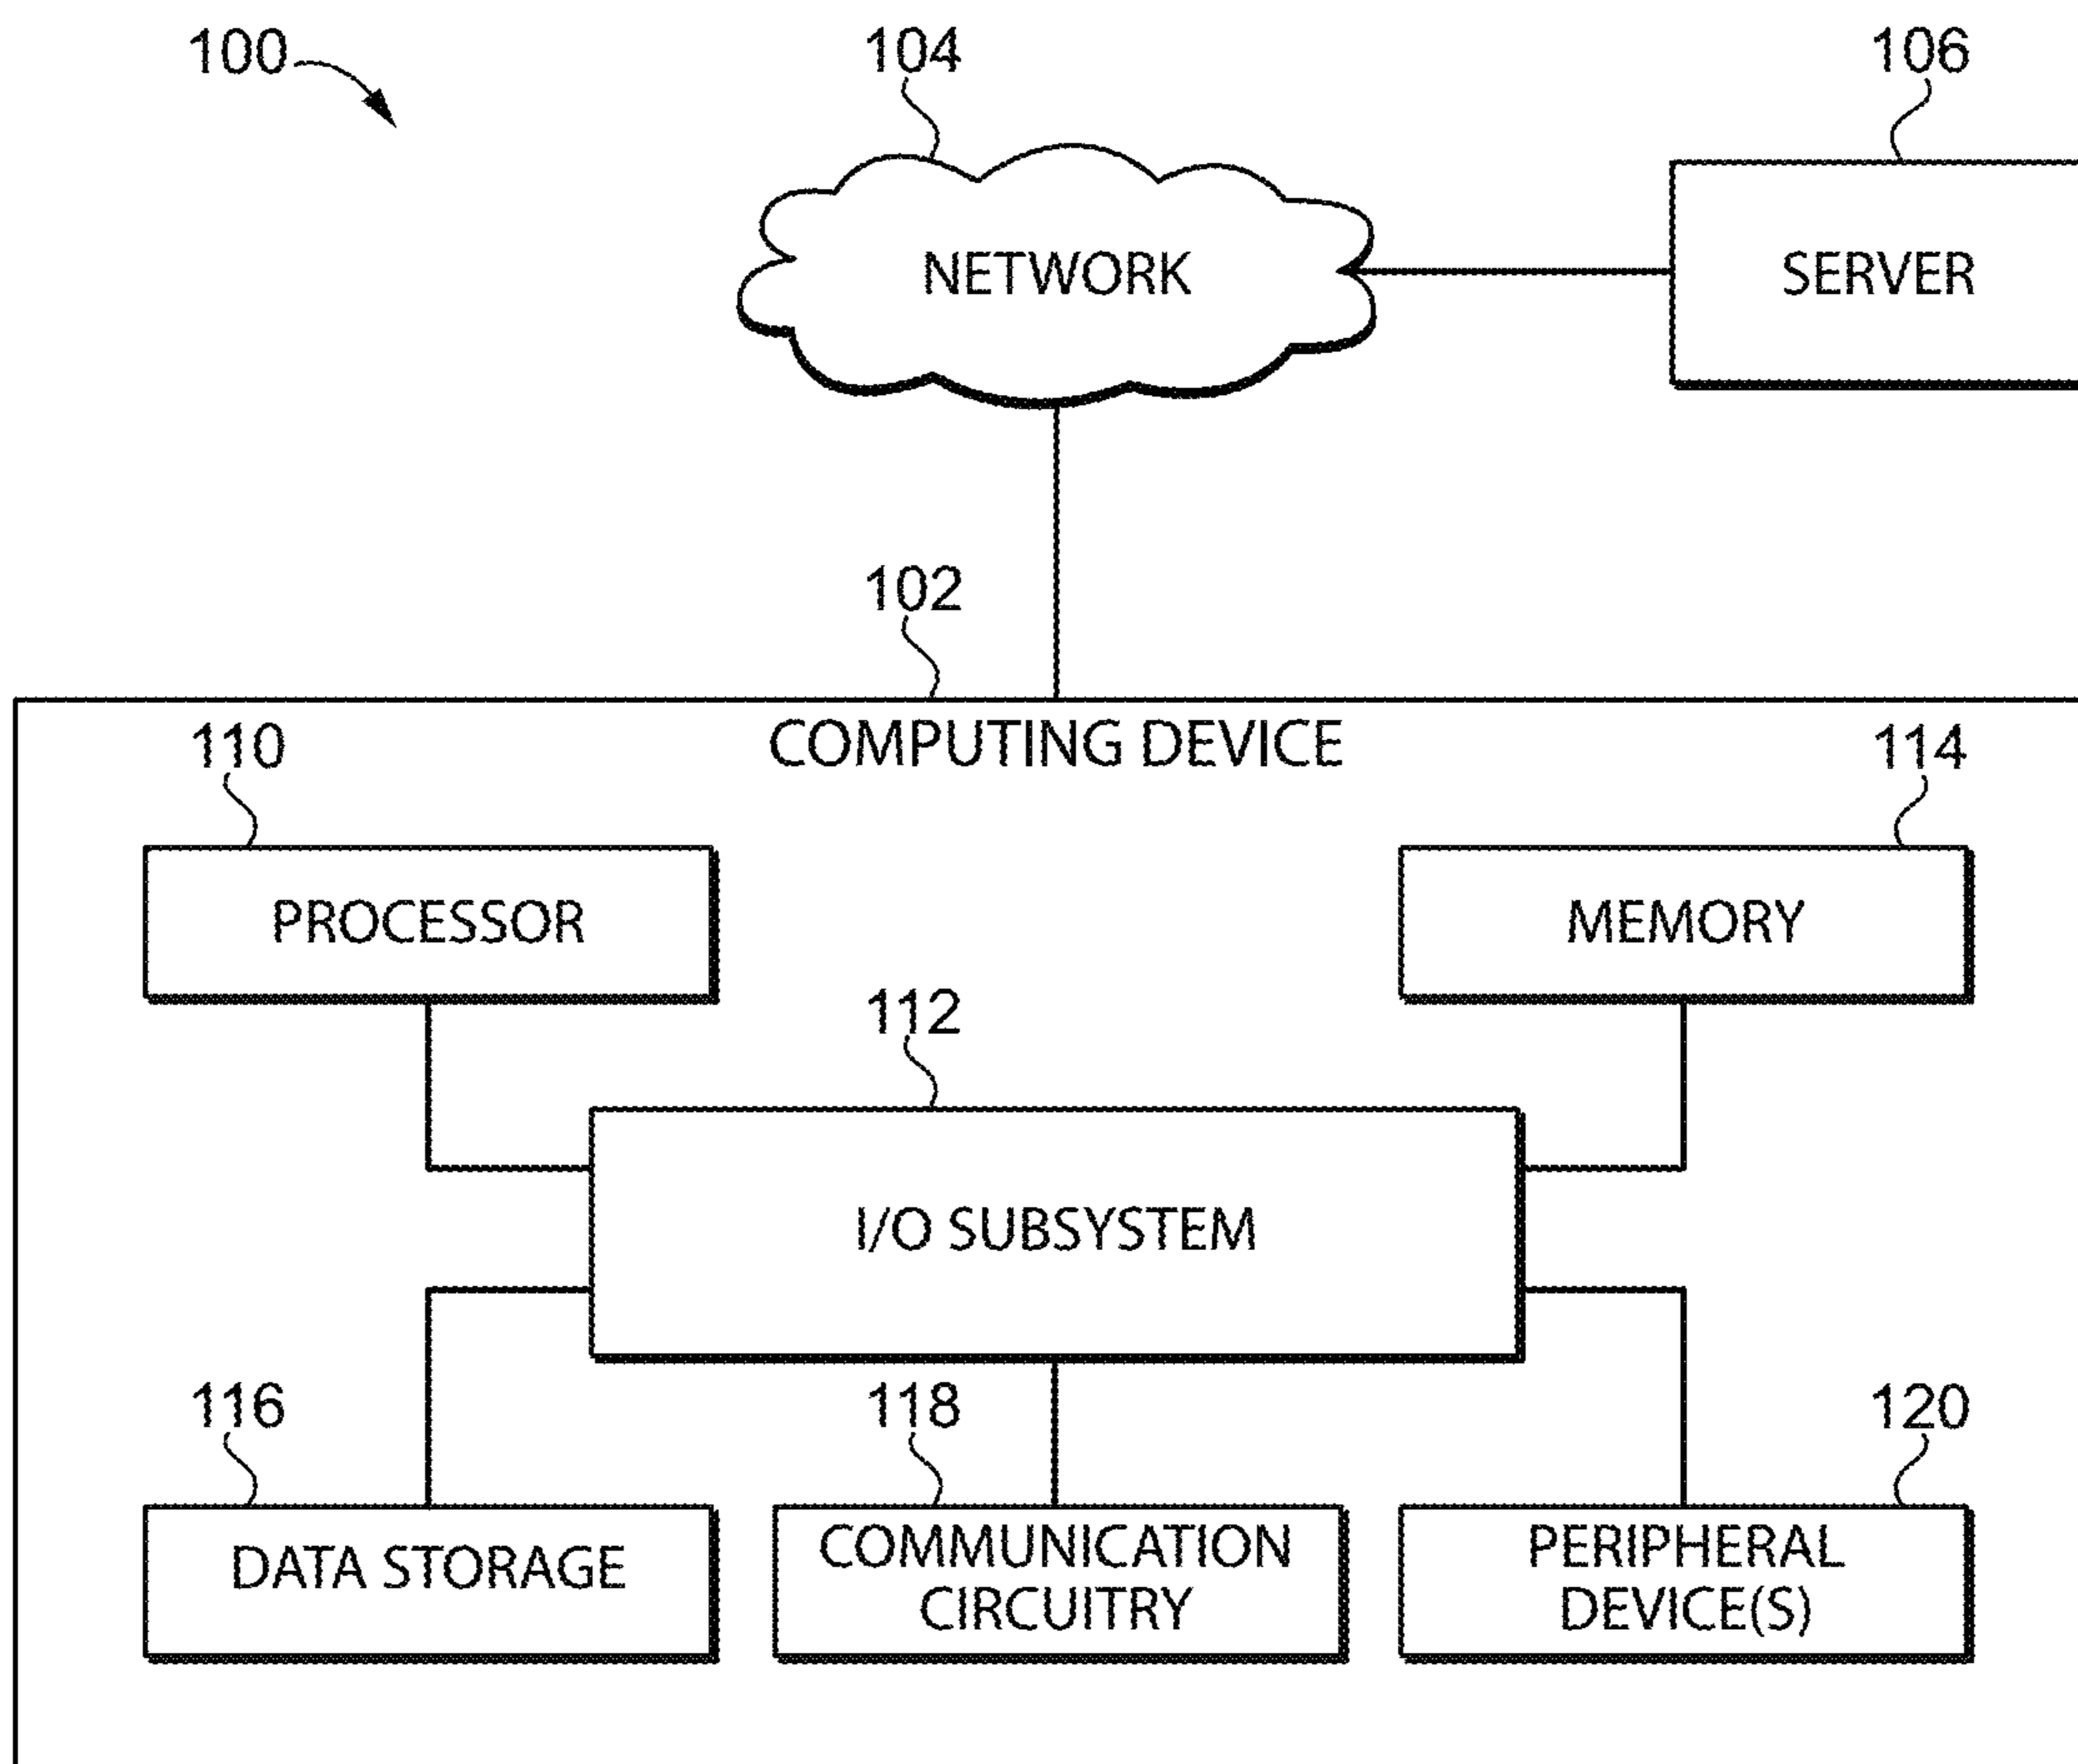 100
104
106
NETWORK
SERVER
102
COMPUTING DEVICE
110
114
PROCESSOR
MEMORY
112
I/O SUBSYSTEM
116
118
120
DATA STORAGE
COMMUNICATION
CIRCUITRY
PERIPHERAL
DEVICE(S)